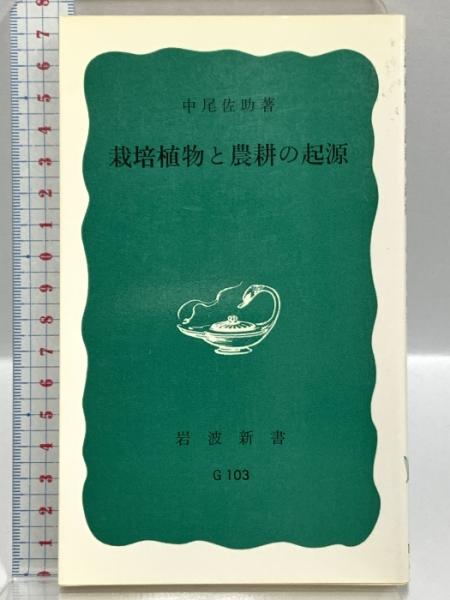 中尾佐助著
栽培植物と農耕の起源
岩波新書
G 103